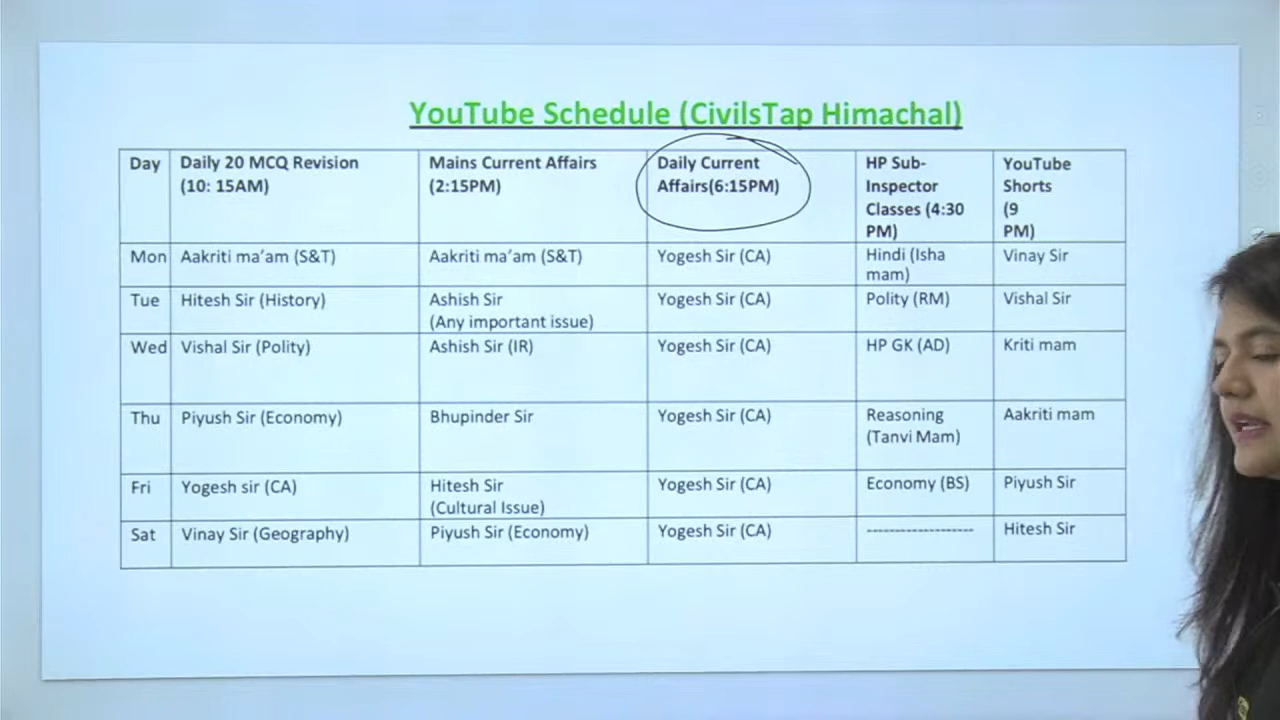 YouTube Schedule (CivilsTap Himachal)
Day
Daily 20 MCQ Revision
(10: 15AM)
Mains Current Affairs
(2:15PM)
Daily Current
Affairs(6:15PM)
HP Sub-
Inspector
Classes (4:30
PM)
YouTube
Shorts
(9
PM)
Mon
Aakriti ma’am (S&T)
Aakriti ma’am (S&T)
Yogesh Sir (CA)
Hindi (Isha
mam)
Vinay Sir
Tue
Hitesh Sir (History)
Ashish Sir
(Any important issue)
Yogesh Sir (CA)
Polity (RM)
Vishal Sir
Wed
Vishal Sir (Polity)
Ashish Sir (IR)
Yogesh Sir (CA)
HP GK (AD)
Kriti mam
Thu
Piyush Sir (Economy)
Bhupinder Sir
Yogesh Sir (CA)
Reasoning
(Tanvi Mam)
Aakriti mam
Fri
Yogesh sir (CA)
Hitesh Sir
(Cultural Issue)
Yogesh Sir (CA)
Economy (BS)
Piyush Sir
Sat
Vinay Sir (Geography)
Piyush Sir (Economy)
Yogesh Sir (CA)
-------------------
Hitesh Sir